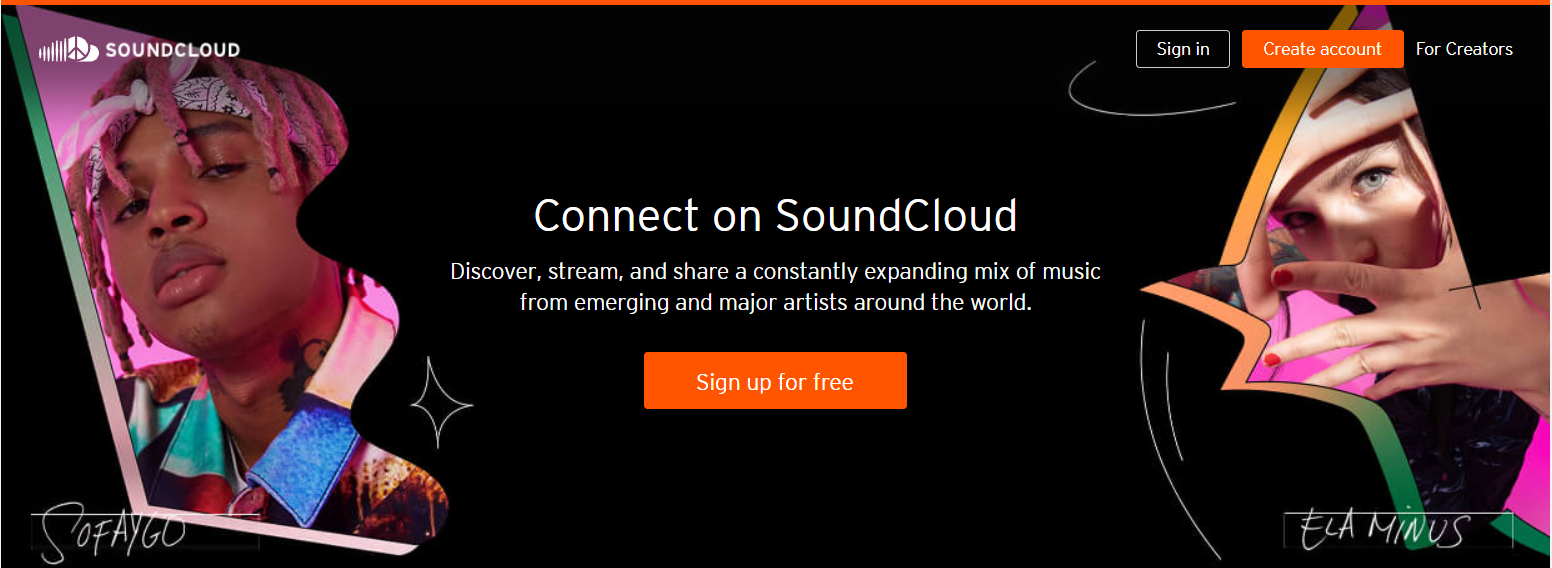 SOUNDCLOUD
Sign in
Create account
For Creators
Connect on SoundCloud
Discover, stream, and share a constantly expanding mix of music
from emerging and major artists around the world.
Sign up for free
SOFAYGO
ELA MINUS